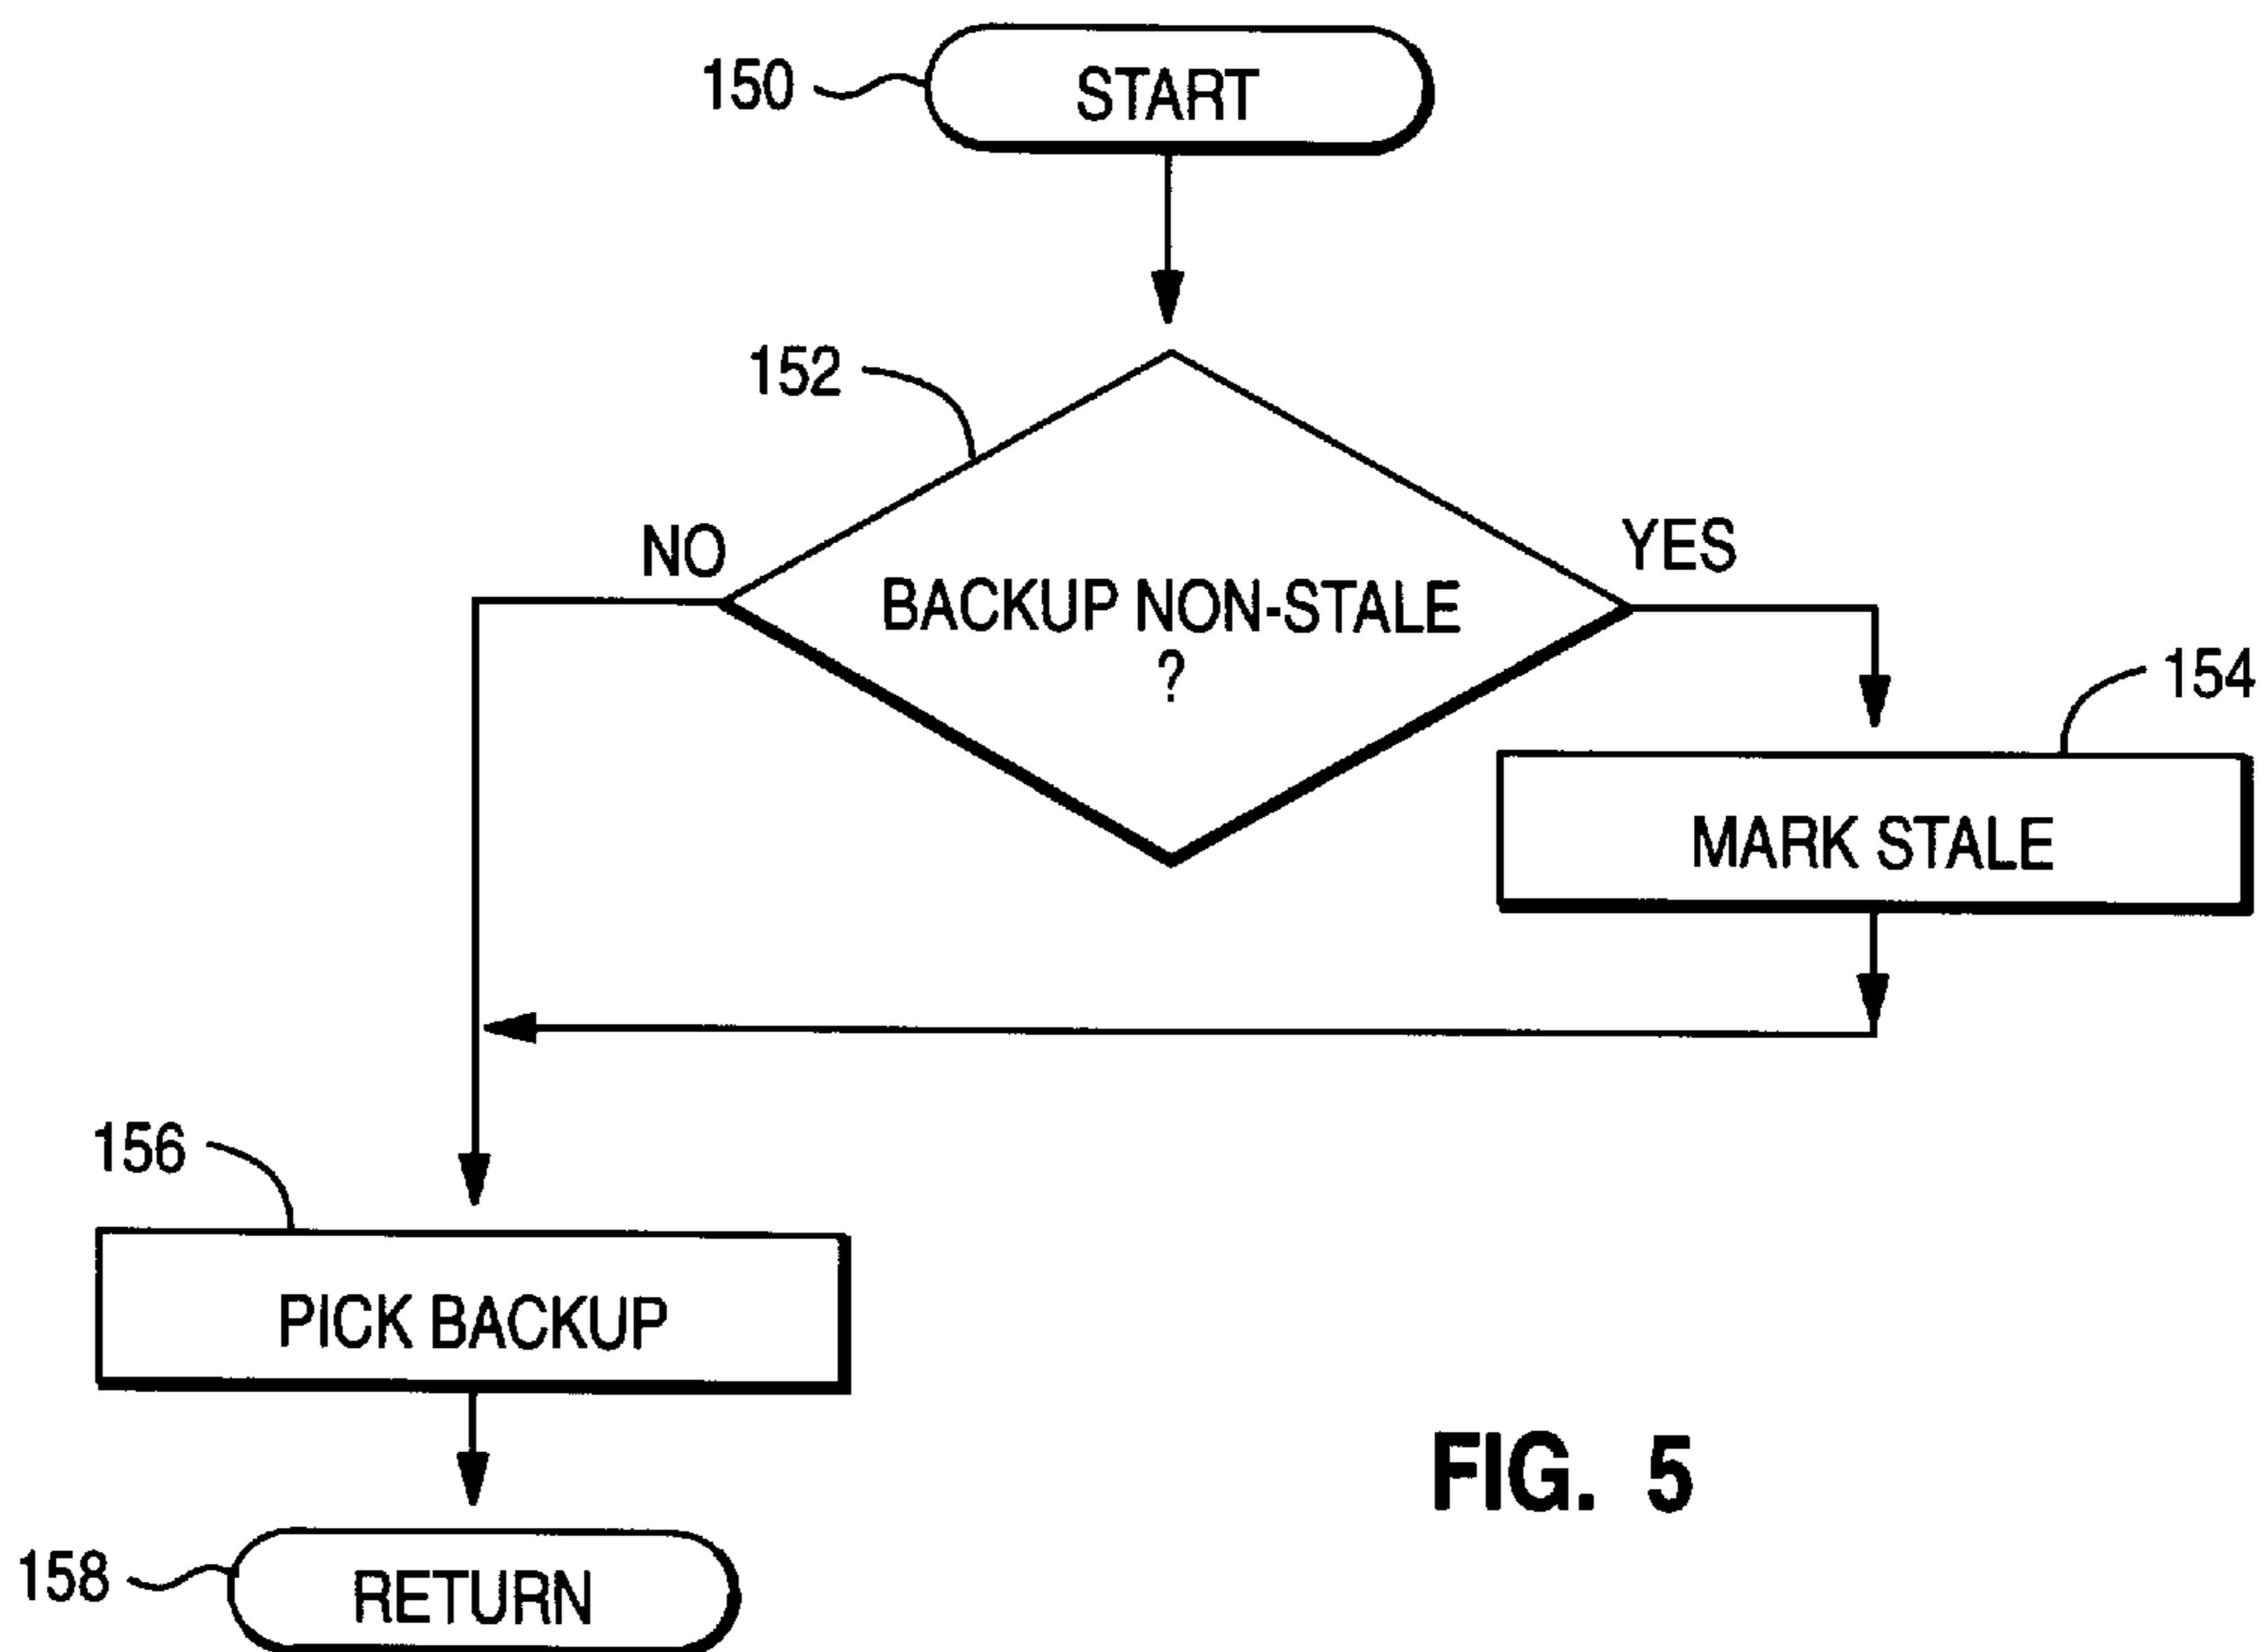 150
START
152
NO
YES
BACKUP NON-STALE
?
154
MARK STALE
156
PICK BACKUP
FIG. 5
158
RETURN